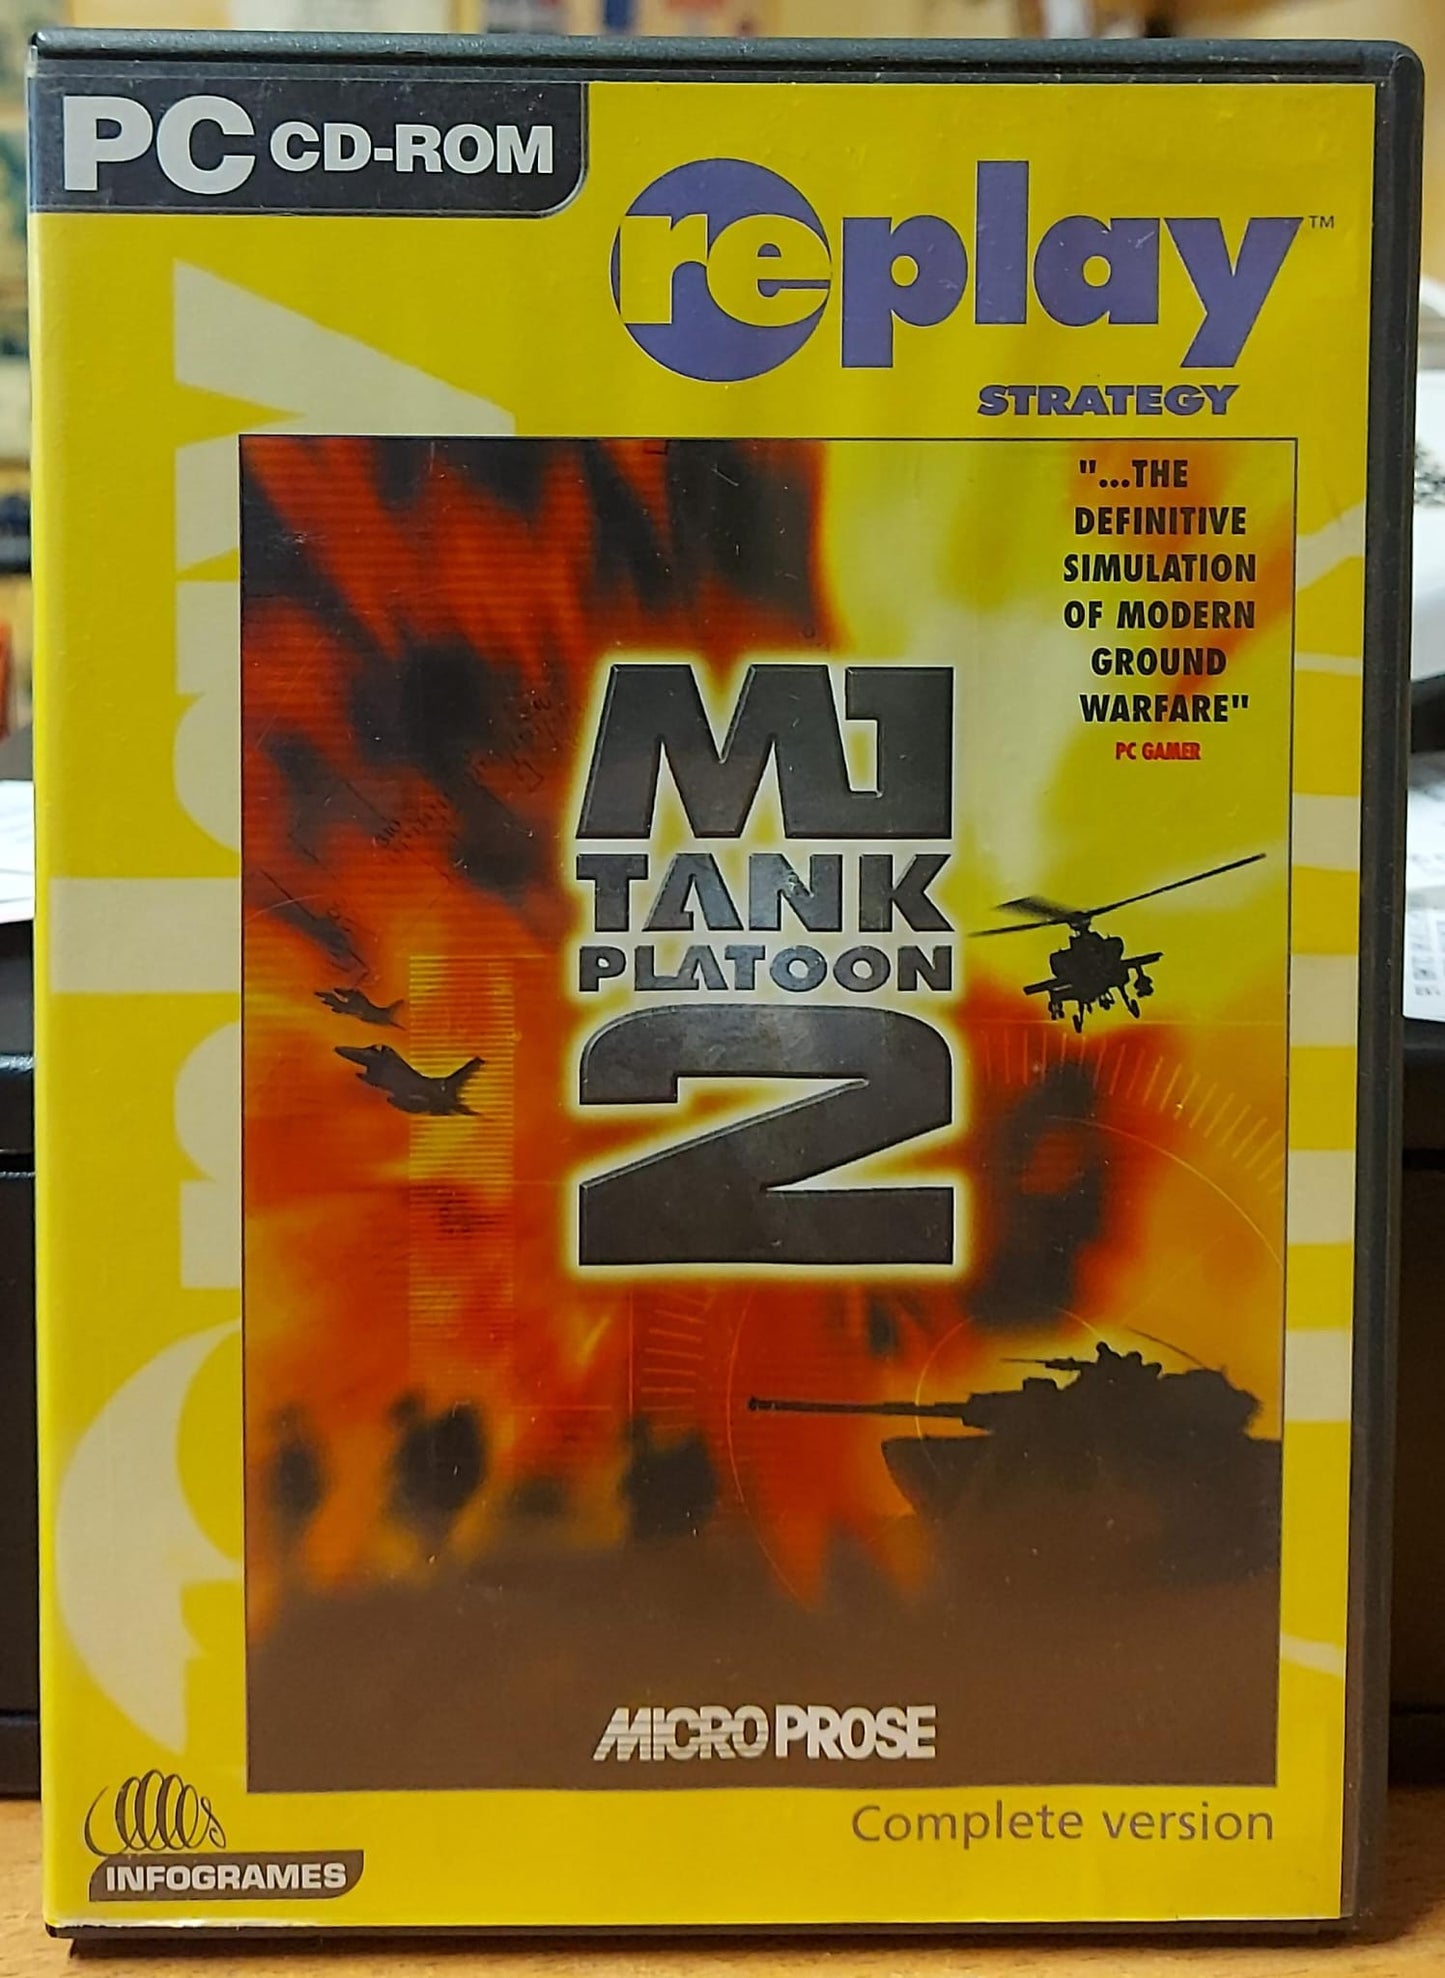 PC CD-ROM
replay™
STRATEGY
"...THE
DEFINITIVE
SIMULATION
OF MODERN
GROUND
WARFARE"
PC GAMER
M1
TANK
PLATOON
2
MICROPROSE
Complete version
INFOGRAMES